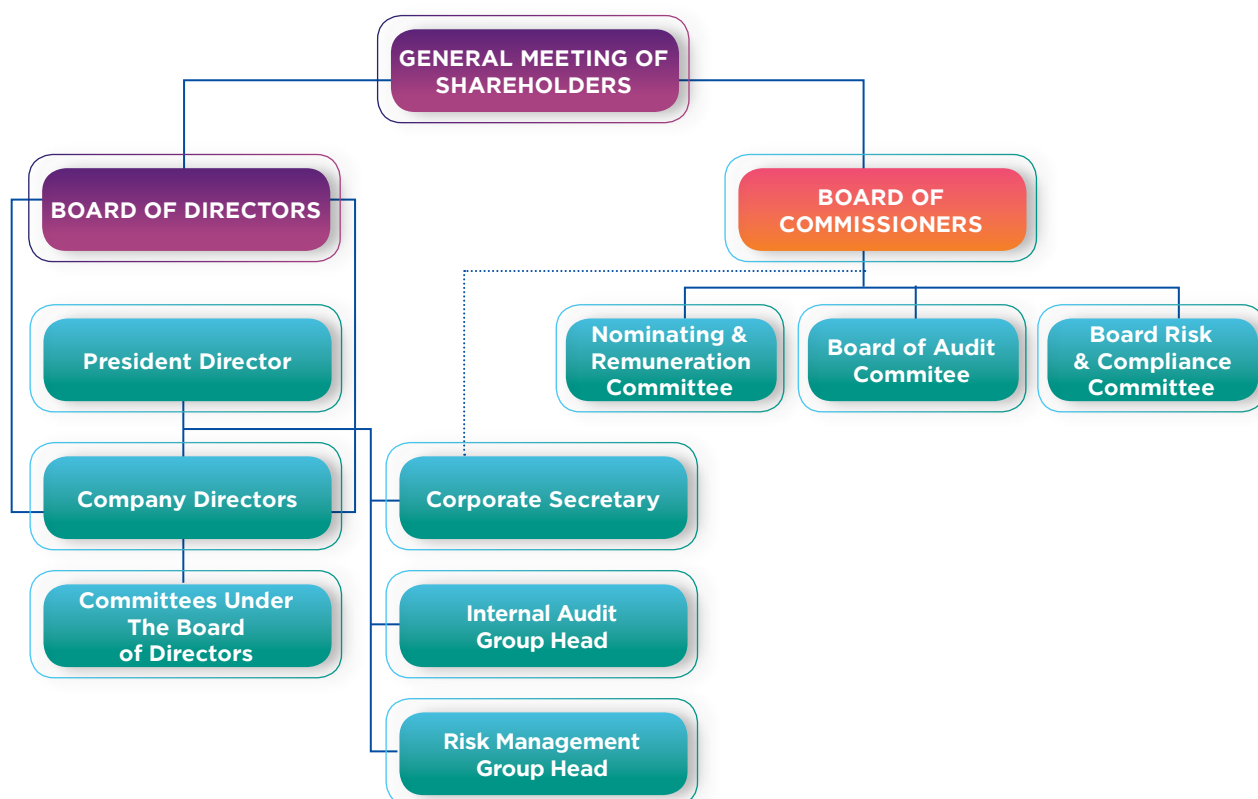 GENERAL MEETING OF
SHAREHOLDERS
BOARD OF DIRECTORS
BOARD OF
COMMISSIONERS
President Director
Nominating &
Remuneration
Committee
Board of Audit
Commitee
Board Risk
& Compliance
Committee
Company Directors
Corporate Secretary
Committees Under
The Board
of Directors
Internal Audit
Group Head
Risk Management
Group Head